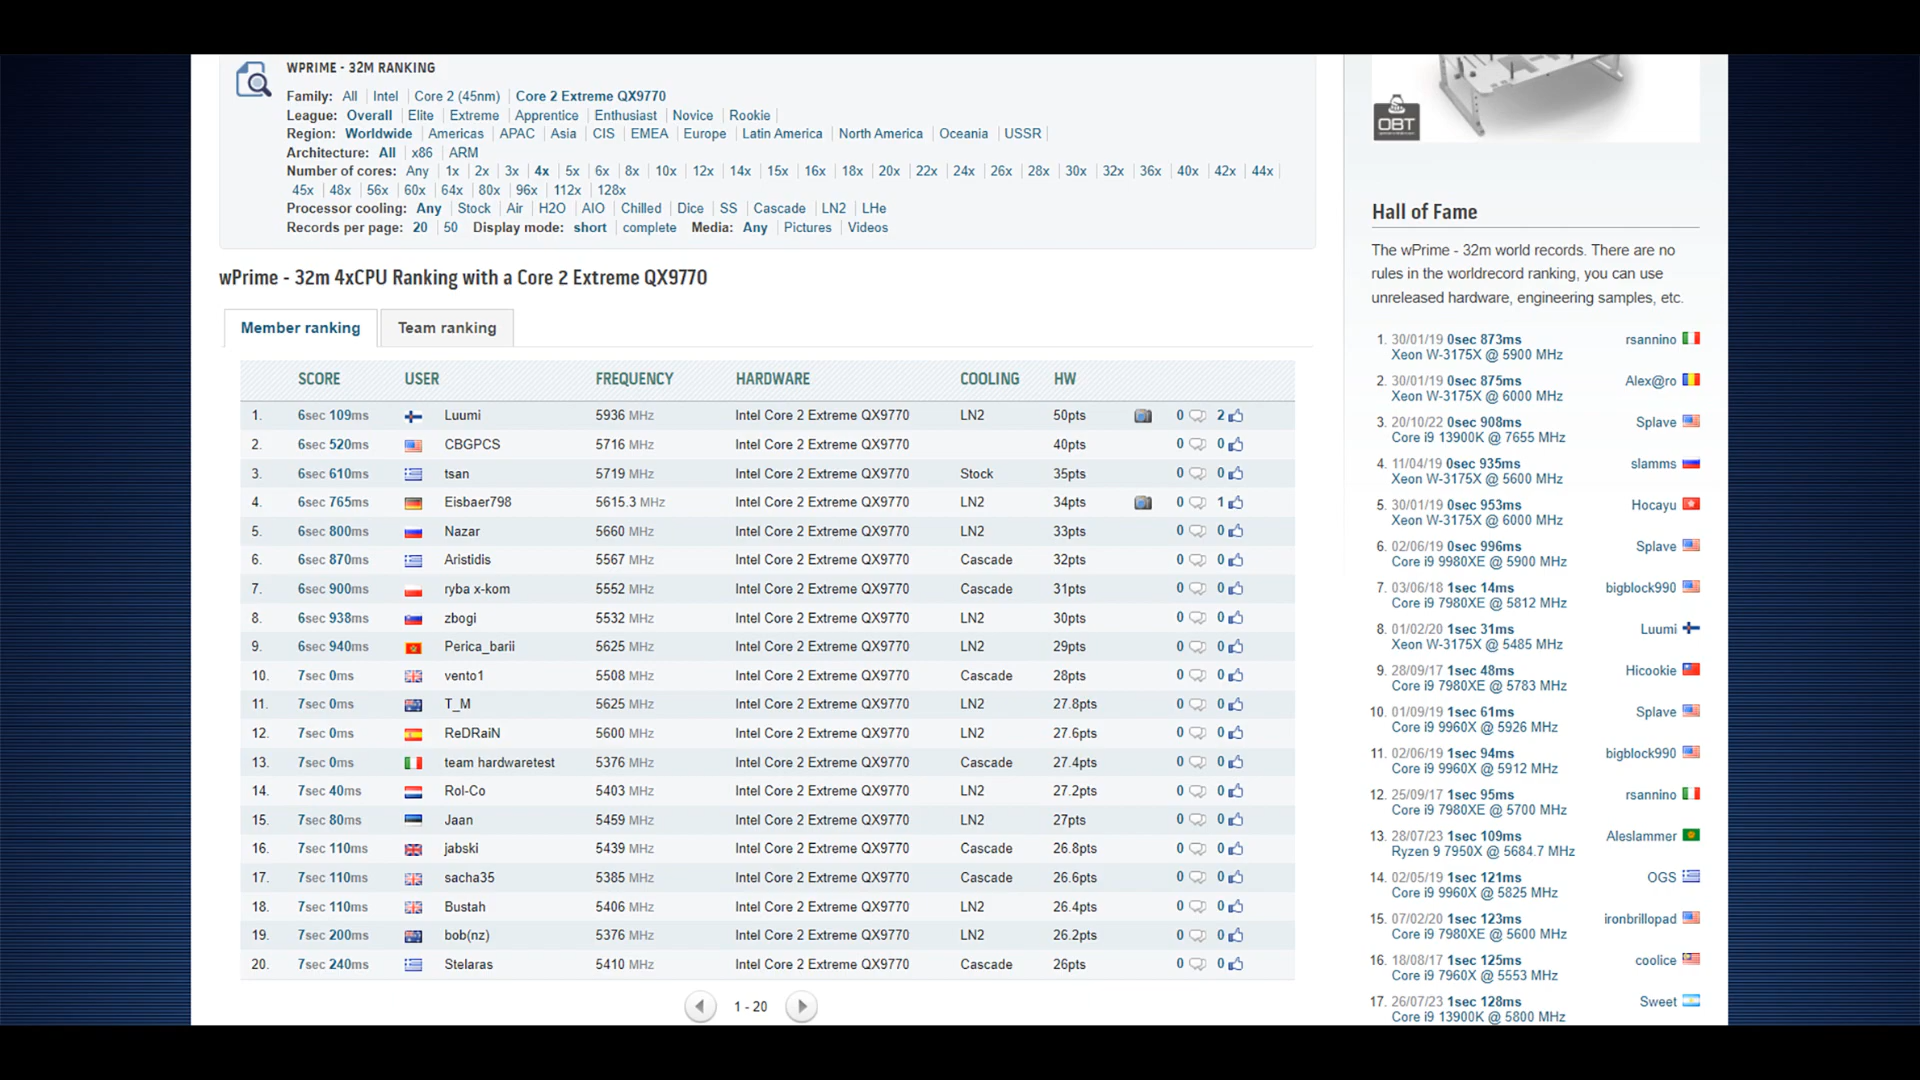 WPRIME - 32M RANKING
Family: All Intel Core 2 (45nm) Core 2 Extreme QX9770
League: Overall Elite Extreme Apprentice Enthusiast Novice Rookie
Region: Worldwide Americas APAC Asia CIS EMEA Europe Latin America North America Oceania USSR
Architecture: All x86 ARM
Number of cores: Any 1x 2x 3x 4x 5x 6x 8x 10x 12x 14x 15x 16x 18x 20x 22x 24x 26x 28x 30x 32x 36x 40x 42x 44x
45x 48x 56x 60x 64x 80x 96x 112x 128x
Processor cooling: Any Stock Air H2O AIO Chilled Dice SS Cascade LN2 LHe
Records per page: 20 50 Display mode: short complete Media: Any Pictures Videos
wPrime - 32m 4xCPU Ranking with a Core 2 Extreme QX9770
Member ranking Team ranking
SCORE USER FREQUENCY HARDWARE COOLING HW
1. 6sec 109ms Luumi 5936 MHz Intel Core 2 Extreme QX9770 LN2 50pts 0 2
2. 6sec 520ms CBGPCS 5716 MHz Intel Core 2 Extreme QX9770 40pts 0 0
3. 6sec 610ms tsan 5719 MHz Intel Core 2 Extreme QX9770 Stock 35pts 0 0
4. 6sec 765ms Eisbaer798 5615.3 MHz Intel Core 2 Extreme QX9770 LN2 34pts 0 1
5. 6sec 800ms Nazar 5660 MHz Intel Core 2 Extreme QX9770 LN2 33pts 0 0
6. 6sec 870ms Aristidis 5567 MHz Intel Core 2 Extreme QX9770 Cascade 32pts 0 0
7. 6sec 900ms ryba x-kom 5552 MHz Intel Core 2 Extreme QX9770 Cascade 31pts 0 0
8. 6sec 938ms zbogi 5532 MHz Intel Core 2 Extreme QX9770 LN2 30pts 0 0
9. 6sec 940ms Perica_barii 5625 MHz Intel Core 2 Extreme QX9770 LN2 29pts 0 0
10. 7sec 0ms vento1 5508 MHz Intel Core 2 Extreme QX9770 Cascade 28pts 0 0
11. 7sec 0ms T_M 5625 MHz Intel Core 2 Extreme QX9770 LN2 27.8pts 0 0
12. 7sec 0ms ReDRaiN 5600 MHz Intel Core 2 Extreme QX9770 LN2 27.6pts 0 0
13. 7sec 0ms team hardwaretest 5376 MHz Intel Core 2 Extreme QX9770 Cascade 27.4pts 0 0
14. 7sec 40ms Rol-Co 5403 MHz Intel Core 2 Extreme QX9770 LN2 27.2pts 0 0
15. 7sec 80ms Jaan 5459 MHz Intel Core 2 Extreme QX9770 LN2 27pts 0 0
16. 7sec 110ms jabski 5439 MHz Intel Core 2 Extreme QX9770 Cascade 26.8pts 0 0
17. 7sec 110ms sacha35 5385 MHz Intel Core 2 Extreme QX9770 Cascade 26.6pts 0 0
18. 7sec 110ms Bustah 5406 MHz Intel Core 2 Extreme QX9770 LN2 26.4pts 0 0
19. 7sec 200ms bob(nz) 5376 MHz Intel Core 2 Extreme QX9770 LN2 26.2pts 0 0
20. 7sec 240ms Stelaras 5410 MHz Intel Core 2 Extreme QX9770 Cascade 26pts 0 0
1 - 20
OBT
Hall of Fame
The wPrime - 32m world records. There are no
rules in the worldrecord ranking, you can use
unreleased hardware, engineering samples, etc.
1. 30/01/19 0sec 873ms rsannino
Xeon W-3175X @ 5900 MHz
2. 30/01/19 0sec 875ms Alex@ro
Xeon W-3175X @ 6000 MHz
3. 20/10/22 0sec 908ms Splave
Core i9 13900K @ 7655 MHz
4. 11/04/19 0sec 935ms slamms
Xeon W-3175X @ 5600 MHz
5. 30/01/19 0sec 953ms Hocayu
Xeon W-3175X @ 6000 MHz
6. 02/06/19 0sec 996ms Splave
Core i9 9980XE @ 5900 MHz
7. 03/06/18 1sec 14ms bigblock990
Core i9 7980XE @ 5812 MHz
8. 01/02/20 1sec 31ms Luumi
Xeon W-3175X @ 5485 MHz
9. 28/09/17 1sec 48ms Hicookie
Core i9 7980XE @ 5783 MHz
10. 01/09/19 1sec 61ms Splave
Core i9 9960X @ 5926 MHz
11. 02/06/19 1sec 94ms bigblock990
Core i9 9960X @ 5912 MHz
12. 25/09/17 1sec 95ms rsannino
Core i9 7980XE @ 5700 MHz
13. 28/07/23 1sec 109ms Aleslammer
Ryzen 9 7950X @ 5684.7 MHz
14. 02/05/19 1sec 121ms OGS
Core i9 9960X @ 5825 MHz
15. 07/02/20 1sec 123ms ironbrillopad
Core i9 7980XE @ 5600 MHz
16. 18/08/17 1sec 125ms coolice
Core i9 7960X @ 5553 MHz
17. 26/07/23 1sec 128ms Sweet
Core i9 13900K @ 5800 MHz